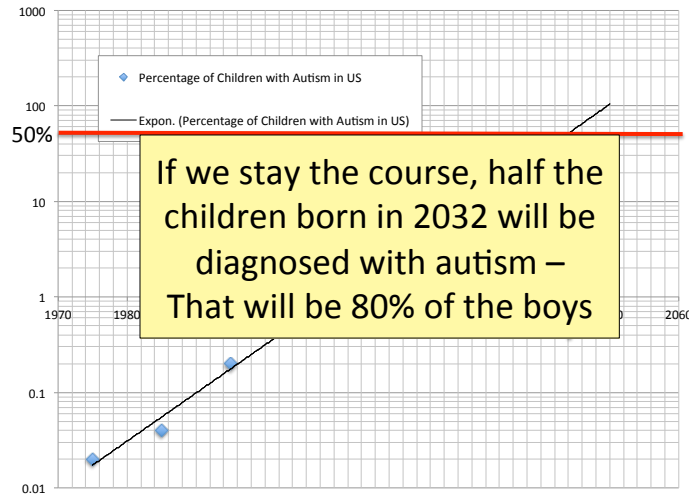 1000
Percentage of Children with Autism in US
100
Expon. (Percentage of Children with Autism in US)
50%
If we stay the course, half the
children born in 2032 will be
diagnosed with autism –
That will be 80% of the boys
10
1
1970
1980
2060
0.1
0.01